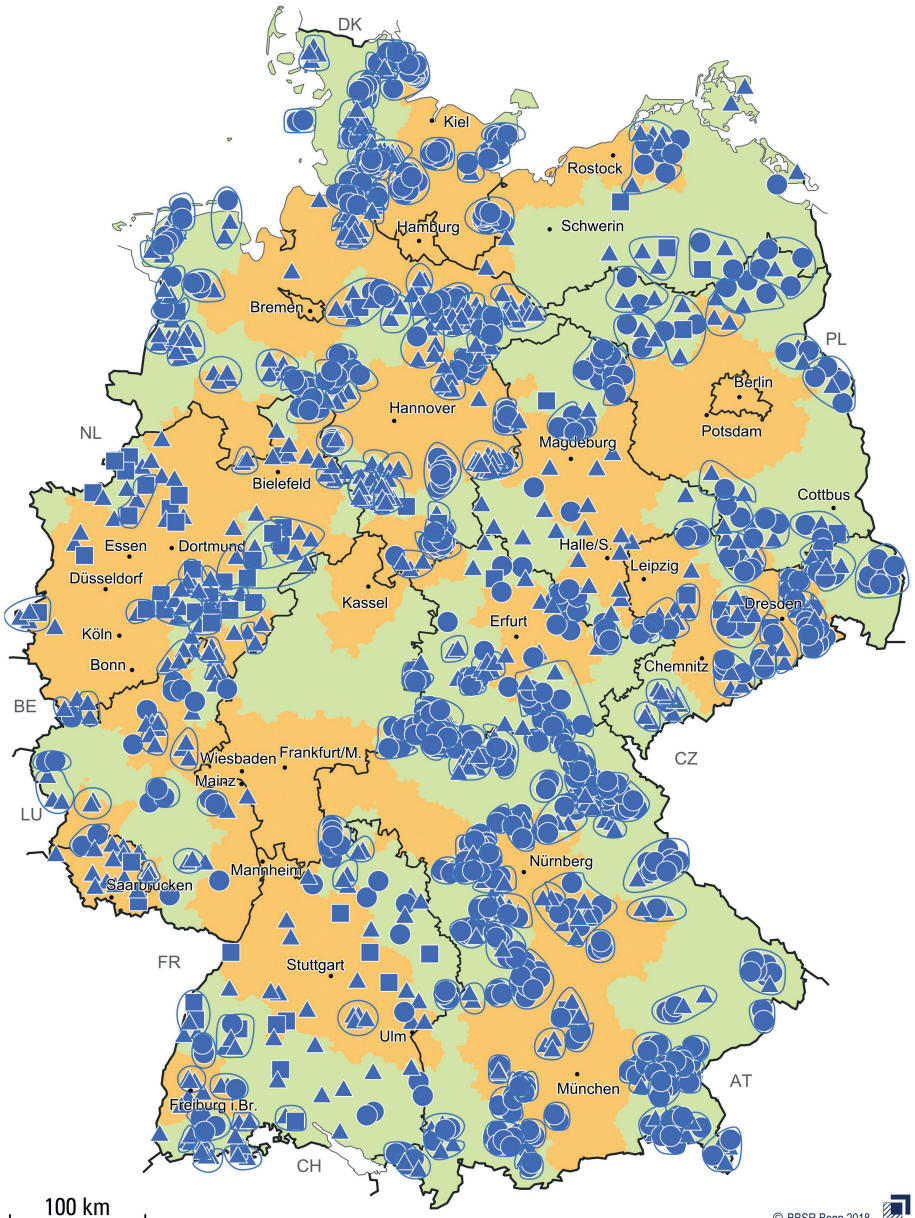 DK
Kiel
Rostock
Hamburg
Schwerin
Bremen
PL
Berlin
Hannover
Potsdam
NL
Magdeburg
Bielefeld
Cottbus
Essen
Dortmund
Halle/S.
Leipzig
Düsseldorf
Kassel
Dresden
Erfurt
Köln
Chemnitz
Bonn
BE
CZ
Wiesbaden
Frankfurt/M.
Mainz
LU
Nürnberg
Mannheim
Saarbrücken
FR
Stuttgart
Ulm
München
AT
Freiburg i.Br.
CH
100 km
© BBSR Bonn 2018